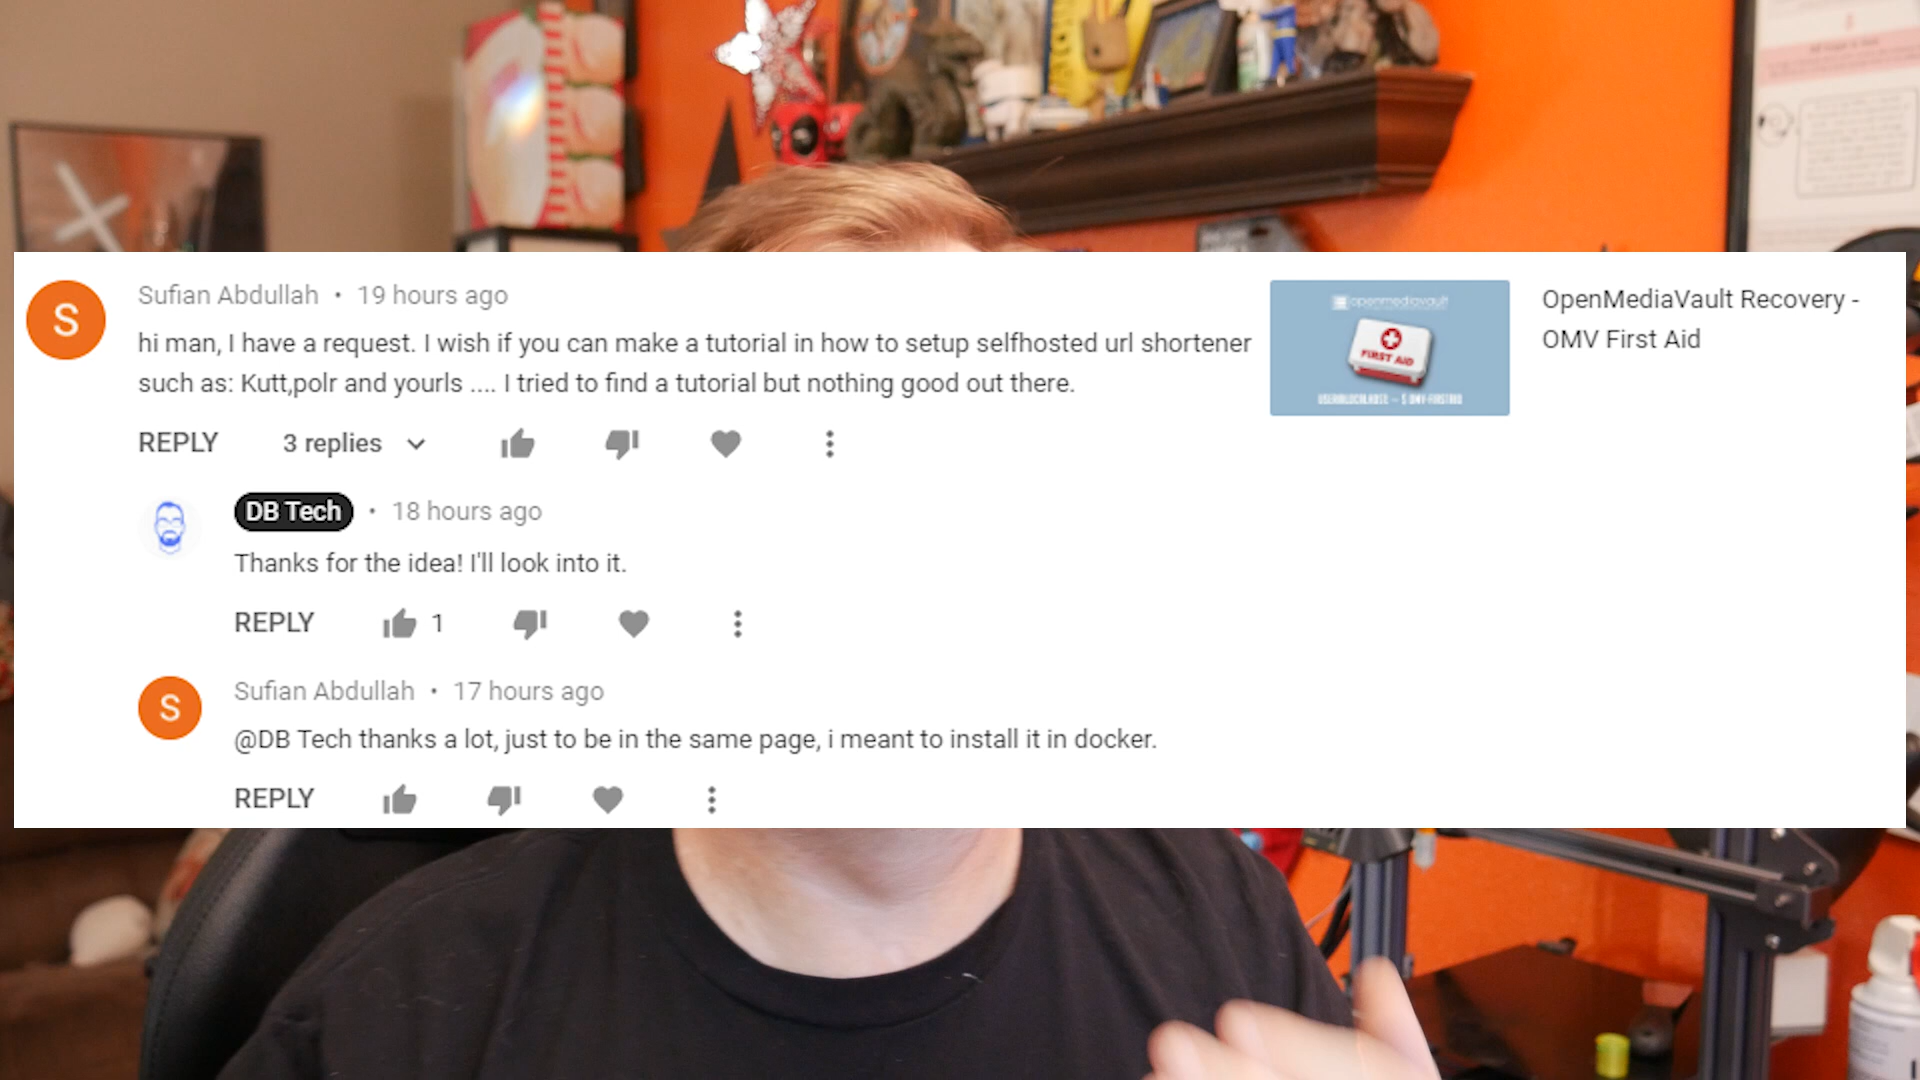 S
Sufian Abdullah • 19 hours ago
hi man, I have a request. I wish if you can make a tutorial in how to setup selfhosted url shortener
such as: Kutt,polr and yourls .... I tried to find a tutorial but nothing good out there.
openmediavault
FIRST AID
OpenMediaVault Recovery -
OMV First Aid
REPLY 3 replies
DB Tech • 18 hours ago
Thanks for the idea! I'll look into it.
REPLY 1
S
Sufian Abdullah • 17 hours ago
@DB Tech thanks a lot, just to be in the same page, i meant to install it in docker.
REPLY